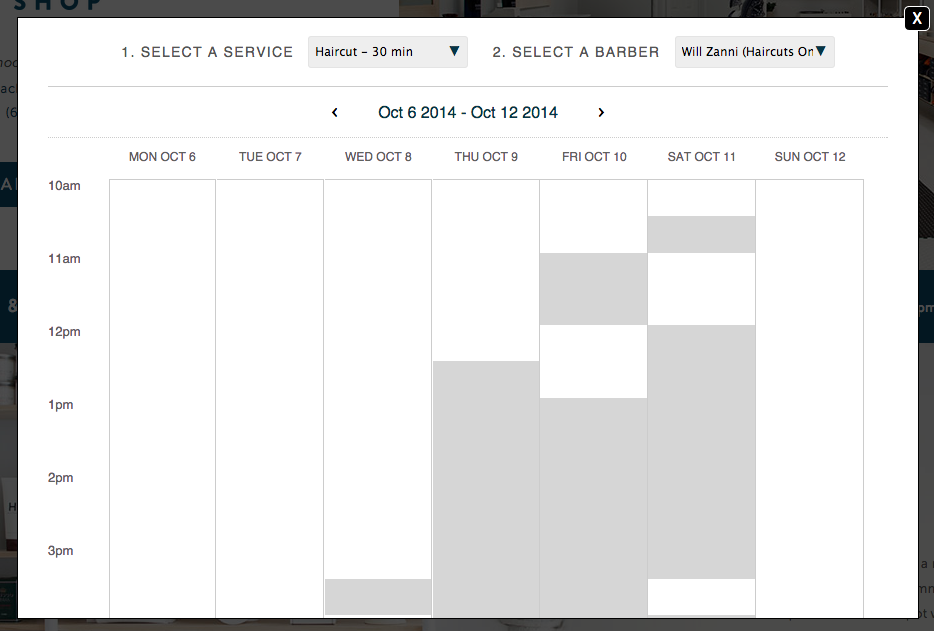 SHOP
X
1. SELECT A SERVICE Haircut – 30 min 2. SELECT A BARBER Will Zanni (Haircuts On
‹ Oct 6 2014 - Oct 12 2014 ›
MON OCT 6 TUE OCT 7 WED OCT 8 THU OCT 9 FRI OCT 10 SAT OCT 11 SUN OCT 12
10am
11am
12pm
1pm
2pm
3pm